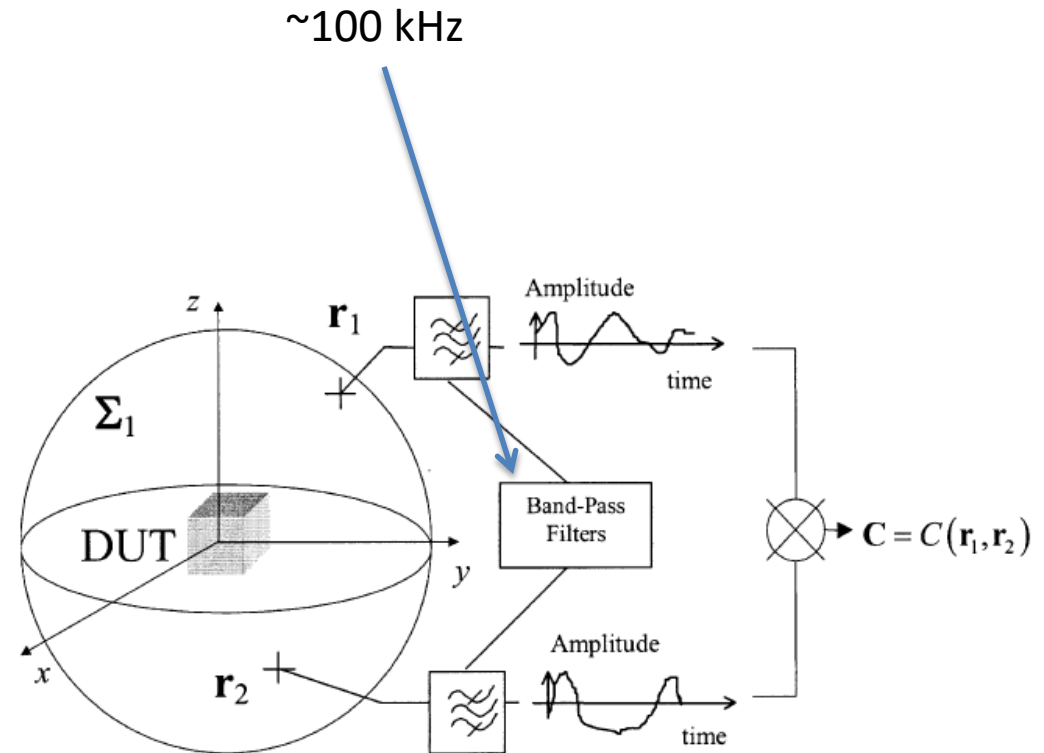 ~100 kHz
z
r₁
Amplitude
time
Σ₁
Band-Pass
Filters
DUT
y
C = C(r₁,r₂)
x
r₂
Amplitude
time